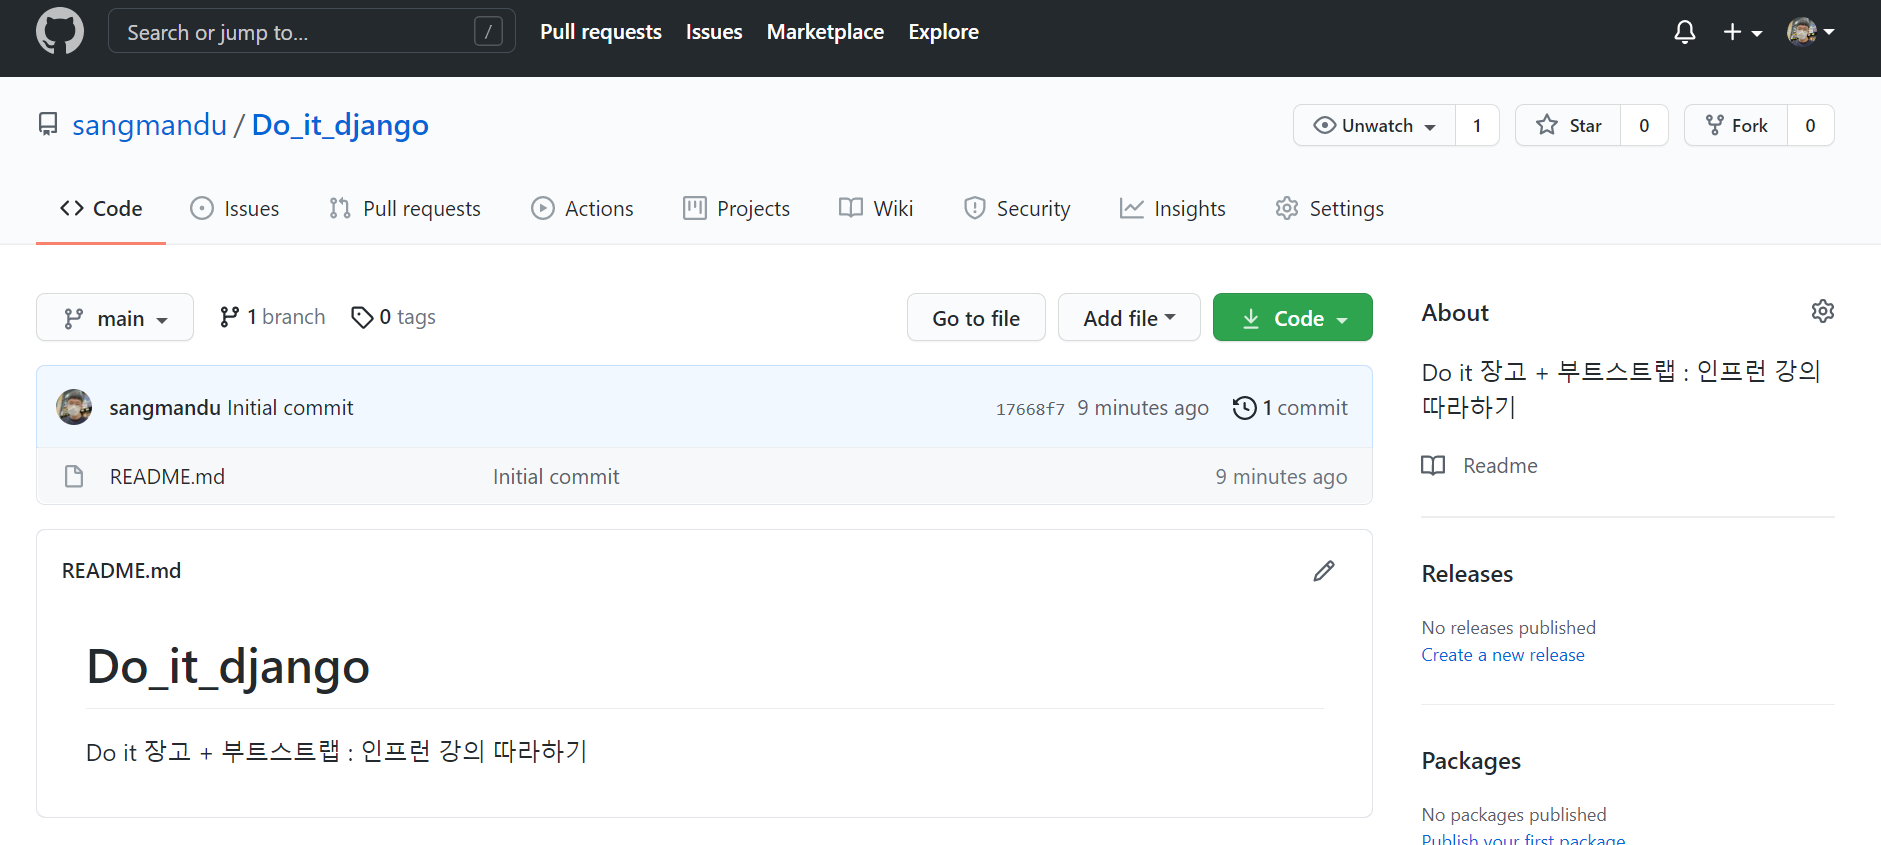 Search or jump to... /
Pull requests Issues Marketplace Explore
sangmandu / Do_it_django
Unwatch 1 Star 0 Fork 0
Code Issues Pull requests Actions Projects Wiki Security Insights Settings
main 1 branch 0 tags
Go to file Add file Code
sangmandu Initial commit 17668f7 9 minutes ago 1 commit
README.md Initial commit 9 minutes ago
README.md
Do_it_django
Do it 장고 + 부트스트랩 : 인프런 강의 따라하기
About
Do it 장고 + 부트스트랩 : 인프런 강의
따라하기
Readme
Releases
No releases published
Create a new release
Packages
No packages published
Publish your first package